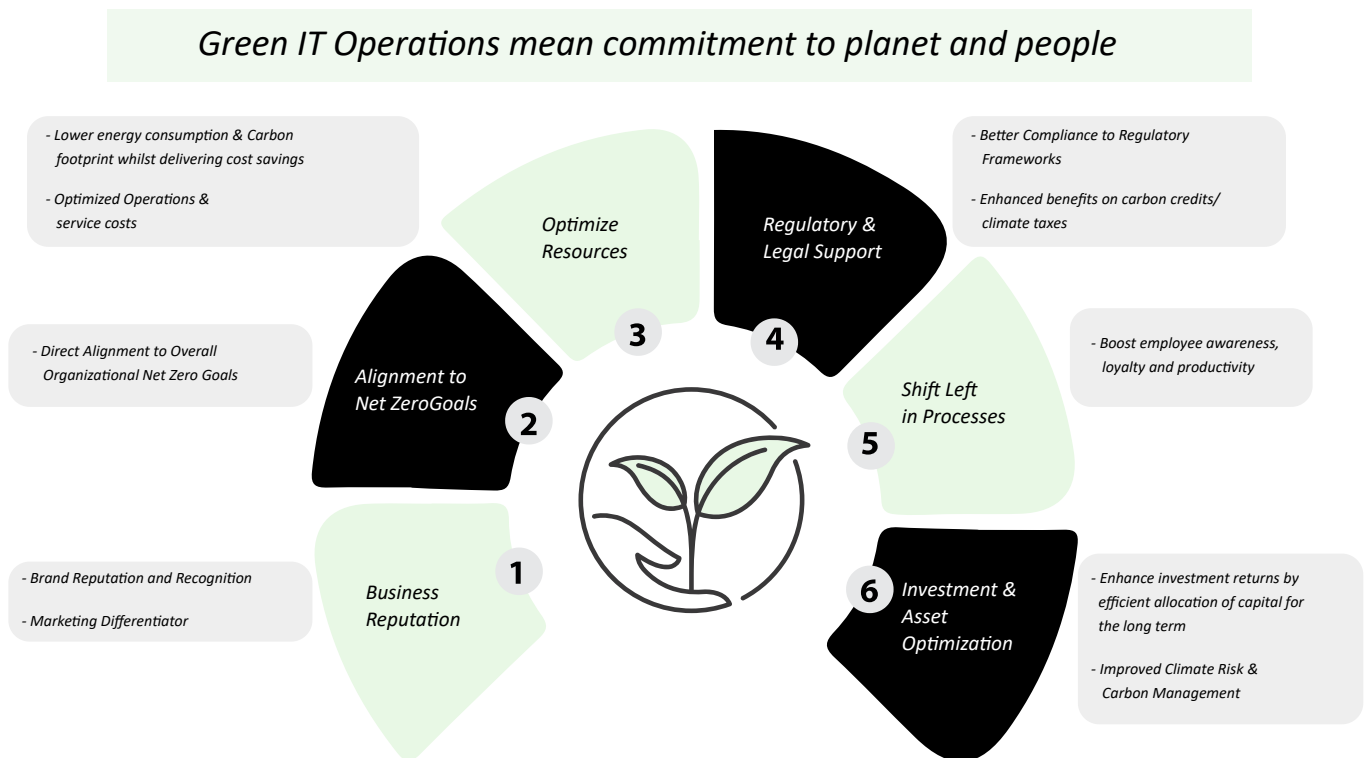 Green IT Operations mean commitment to planet and people
- Lower energy consumption & Carbon
footprint whilst delivering cost savings
- Optimized Operations &
service costs
- Better Compliance to Regulatory
Frameworks
- Enhanced benefits on carbon credits/
climate taxes
Optimize
Resources
3
Regulatory &
Legal Support
4
- Direct Alignment to Overall
Organizational Net Zero Goals
Alignment to
Net ZeroGoals
2
Shift Left
in Processes
5
- Boost employee awareness,
loyalty and productivity
- Brand Reputation and Recognition
- Marketing Differentiator
Business
Reputation
1
6
Investment &
Asset
Optimization
- Enhance investment returns by
efficient allocation of capital for
the long term
- Improved Climate Risk &
Carbon Management